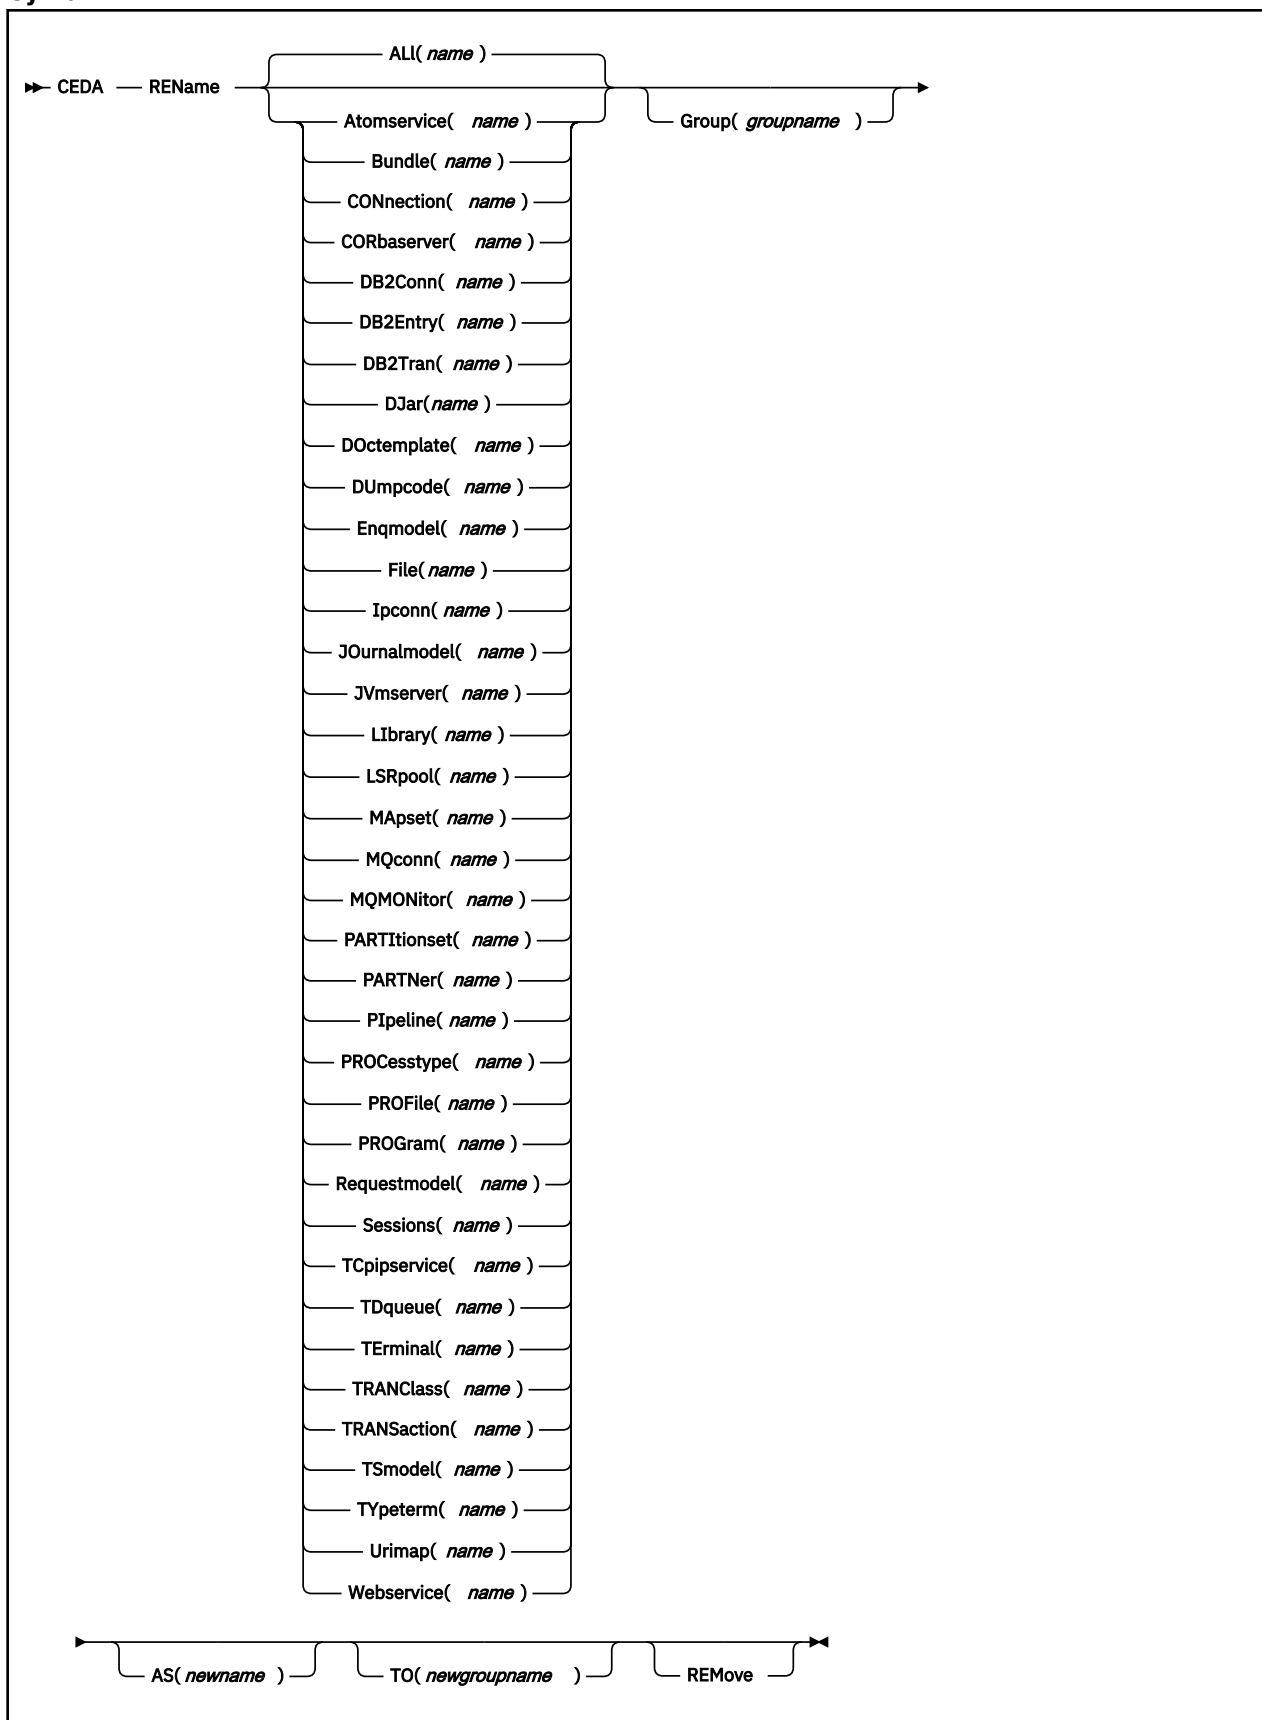 ALl( name )
CEDA REName
Atomservice( name ) Group( groupname )
Bundle( name )
CONnection( name )
CORbaserver( name )
DB2Conn( name )
DB2Entry( name )
DB2Tran( name )
DJar(name )
DOctemplate( name )
DUmpcode( name )
Enqmodel( name )
File( name )
Ipconn( name )
JOurnalmodel( name )
JVmserver( name )
LIbrary( name )
LSRpool( name )
MApset( name )
MQconn( name )
MQMONitor( name )
PARTItionset( name )
PARTNer( name )
PIpeline( name )
PROCesstype( name )
PROFile( name )
PROGram( name )
Requestmodel( name )
Sessions( name )
TCpipservice( name )
TDqueue( name )
TErminal( name )
TRANClass( name )
TRANSaction( name )
TSmodel( name )
TYpeterm( name )
Urimap( name )
Webservice( name )
AS( newname ) TO( newgroupname ) REMove